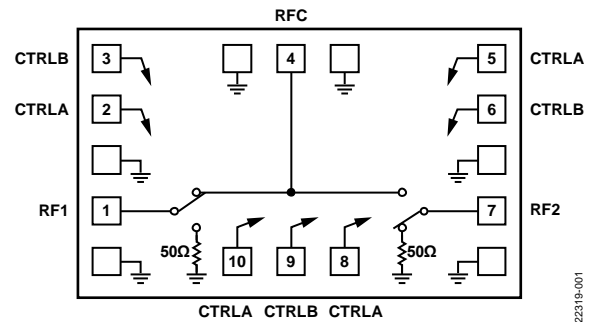 RFC
CTRLB 3 4 5 CTRLA
CTRLA 2 6 CTRLB
RF1 1 7 RF2
50Ω 10 9 8 50Ω
CTRLA CTRLB CTRLA
22319-001